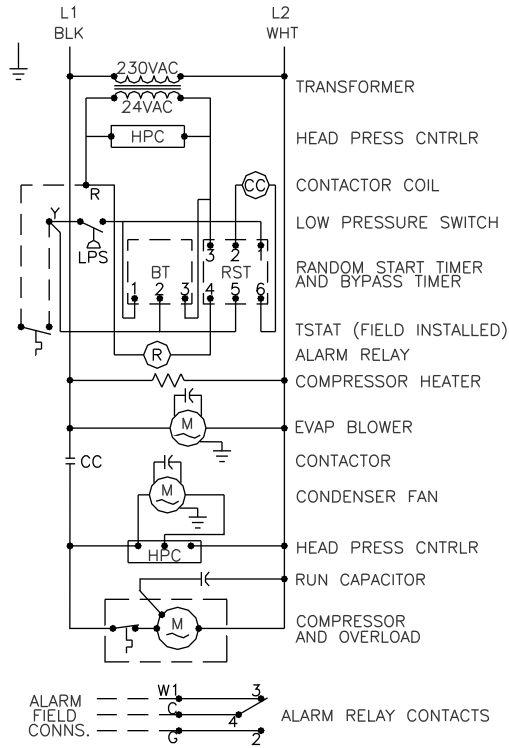 L1 L2
BLK WHT
230VAC
TRANSFORMER
24VAC
HPC HEAD PRESS CNTRLR
CC CONTACTOR COIL
R
Y LOW PRESSURE SWITCH
LPS
3 2 1
BT RST RANDOM START TIMER
AND BYPASS TIMER
1 2 3 4 5 6
TSTAT (FIELD INSTALLED)
R ALARM RELAY
COMPRESSOR HEATER
M EVAP BLOWER
CC CONTACTOR
M CONDENSER FAN
HPC HEAD PRESS CNTRLR
RUN CAPACITOR
M COMPRESSOR
AND OVERLOAD
W1 3
ALARM C
FIELD 4 ALARM RELAY CONTACTS
CONNS. G 2